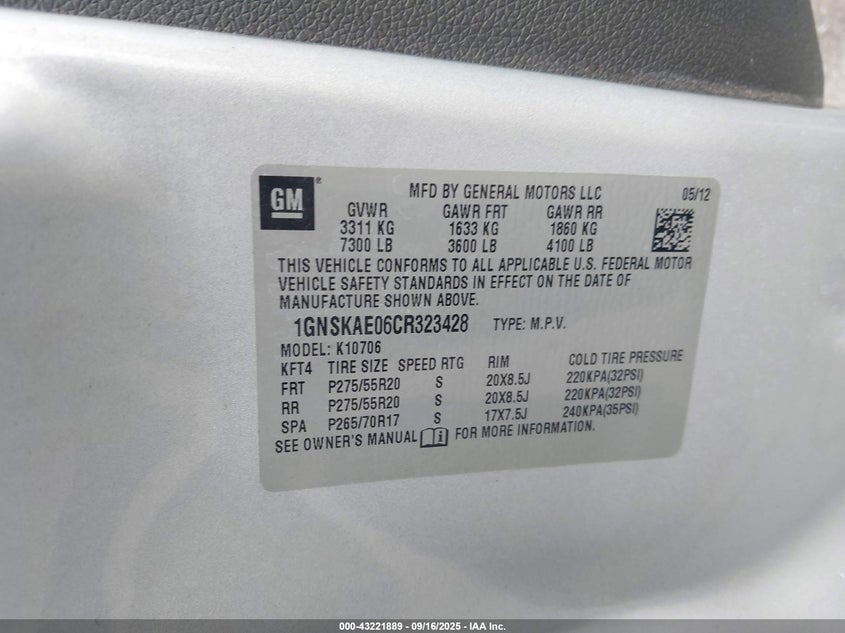 GM ®
MFD BY GENERAL MOTORS LLC 05/12
GVWR GAWR FRT GAWR RR
3311 KG 1633 KG 1860 KG
7300 LB 3600 LB 4100 LB
THIS VEHICLE CONFORMS TO ALL APPLICABLE U.S. FEDERAL MOTOR
VEHICLE SAFETY STANDARDS IN EFFECT ON THE DATE OF
MANUFACTURE SHOWN ABOVE.
1GNSKAE06CR323428 TYPE: M.P.V.
MODEL: K10706
KFT4 TIRE SIZE SPEED RTG RIM COLD TIRE PRESSURE
FRT P275/55R20 S 20X8.5J 220KPA(32PSI)
RR P275/55R20 S 20X8.5J 220KPA(32PSI)
SPA P265/70R17 S 17X7.5J 240KPA(35PSI)
SEE OWNER'S MANUAL FOR MORE INFORMATION.
000-43221889 - 09/16/2025 - IAA Inc.